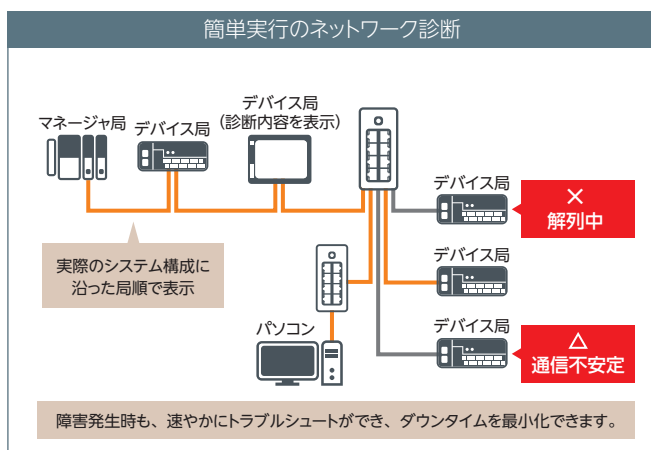 簡単実行のネットワーク診断
マネージャ局
デバイス局
デバイス局
(診断内容を表示)
デバイス局
×
解列中
実際のシステム構成に
沿った局順で表示
デバイス局
パソコン
デバイス局
△
通信不安定
障害発生時も、速やかにトラブルシュートができ、ダウンタイムを最小化できます。